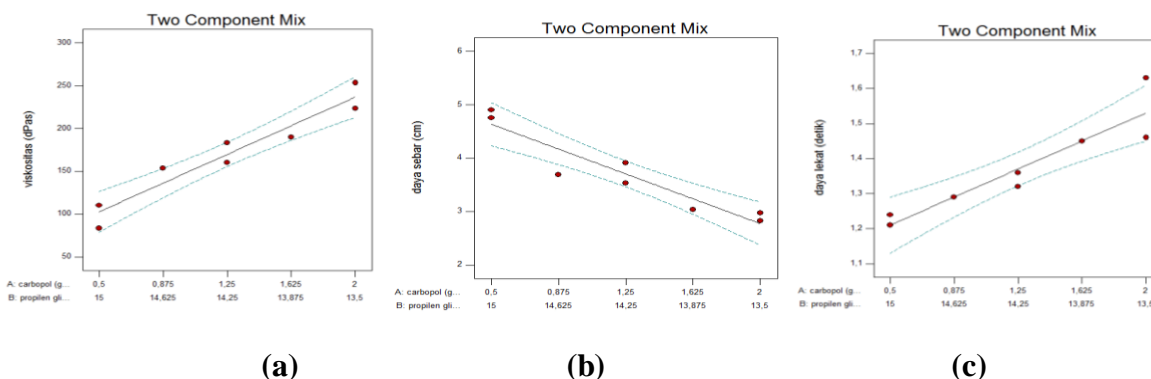 Two Component Mix
viskositas (dPas)
300
250
200
150
100
50
A: carbopol (g... 0,5 0,875 1,25 1,625 2
B: propilen gli... 15 14,625 14,25 13,875 13,5
(a)
Two Component Mix
daya sebar (cm)
6
5
4
3
2
A: carbopol (g... 0,5 0,875 1,25 1,625 2
B: propilen gli... 15 14,625 14,25 13,875 13,5
(b)
Two Component Mix
daya lekat (detik)
1,7
1,6
1,5
1,4
1,3
1,2
1,1
A: carbopol (g... 0,5 0,875 1,25 1,625 2
B: propilen gli... 15 14,625 14,25 13,875 13,5
(c)